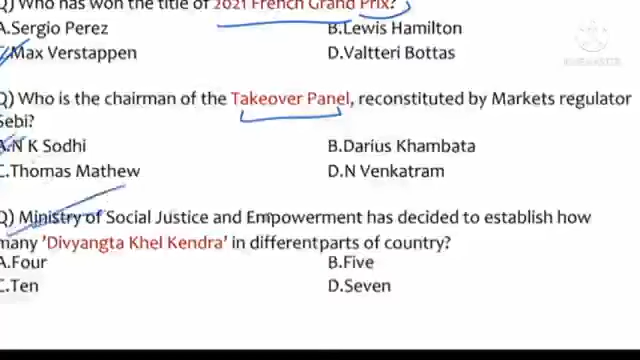 Q) Who has won the title of 2021 French Grand Prix?
A.Sergio Perez B.Lewis Hamilton
C.Max Verstappen D.Valtteri Bottas
Q) Who is the chairman of the Takeover Panel, reconstituted by Markets regulator
Sebi?
A.N K Sodhi B.Darius Khambata
C.Thomas Mathew D.N Venkatram
Q) Ministry of Social Justice and Empowerment has decided to establish how
many 'Divyangta Khel Kendra' in different parts of country?
A.Four B.Five
C.Ten D.Seven